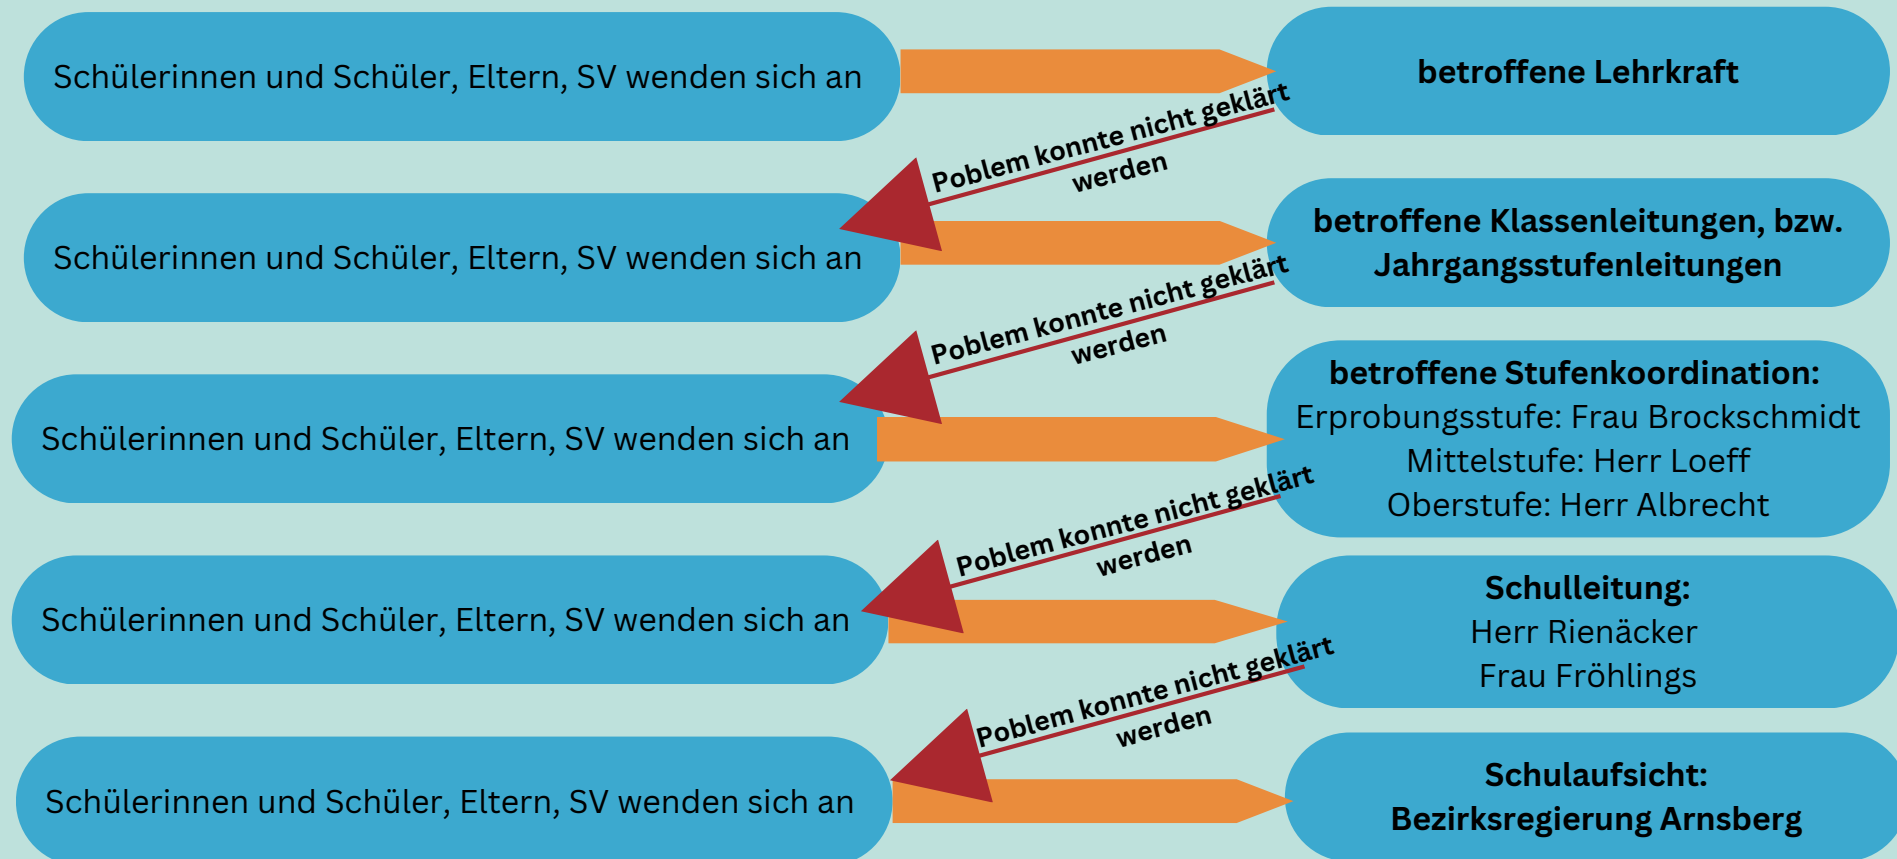 Schülerinnen und Schüler, Eltern, SV wenden sich an
betroffene Lehrkraft
Poblem konnte nicht geklärt
werden
Schülerinnen und Schüler, Eltern, SV wenden sich an
betroffene Klassenleitungen, bzw.
Jahrgangsstufenleitungen
Poblem konnte nicht geklärt
werden
Schülerinnen und Schüler, Eltern, SV wenden sich an
betroffene Stufenkoordination:
Erprobungsstufe: Frau Brockschmidt
Mittelstufe: Herr Loeff
Oberstufe: Herr Albrecht
Poblem konnte nicht geklärt
werden
Schülerinnen und Schüler, Eltern, SV wenden sich an
Schulleitung:
Herr Rienäcker
Frau Fröhlings
Poblem konnte nicht geklärt
werden
Schülerinnen und Schüler, Eltern, SV wenden sich an
Schulaufsicht:
Bezirksregierung Arnsberg